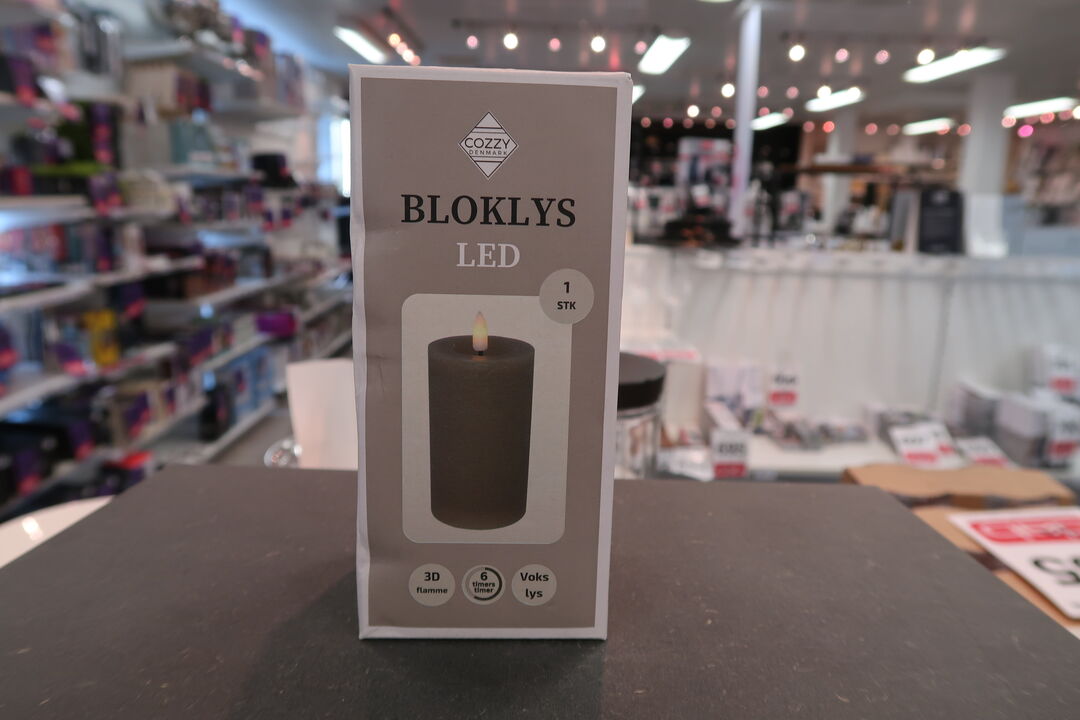 COZZY
DENMARK
BLOKLYS
LED
1
STK
3D
flamme
6
timers
timer
Voks
lys